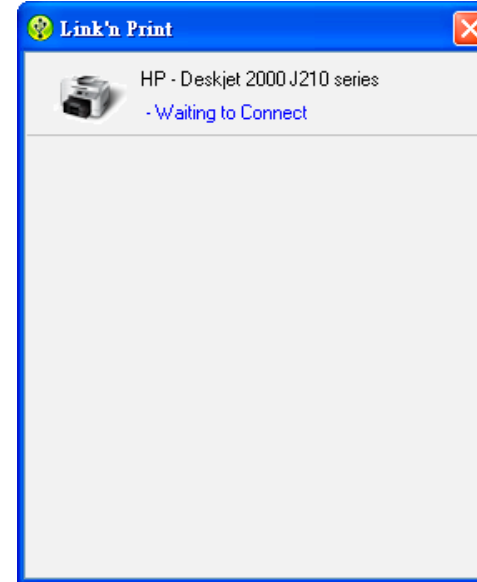 Link'n Print
HP - Deskjet 2000 J210 series
- Waiting to Connect